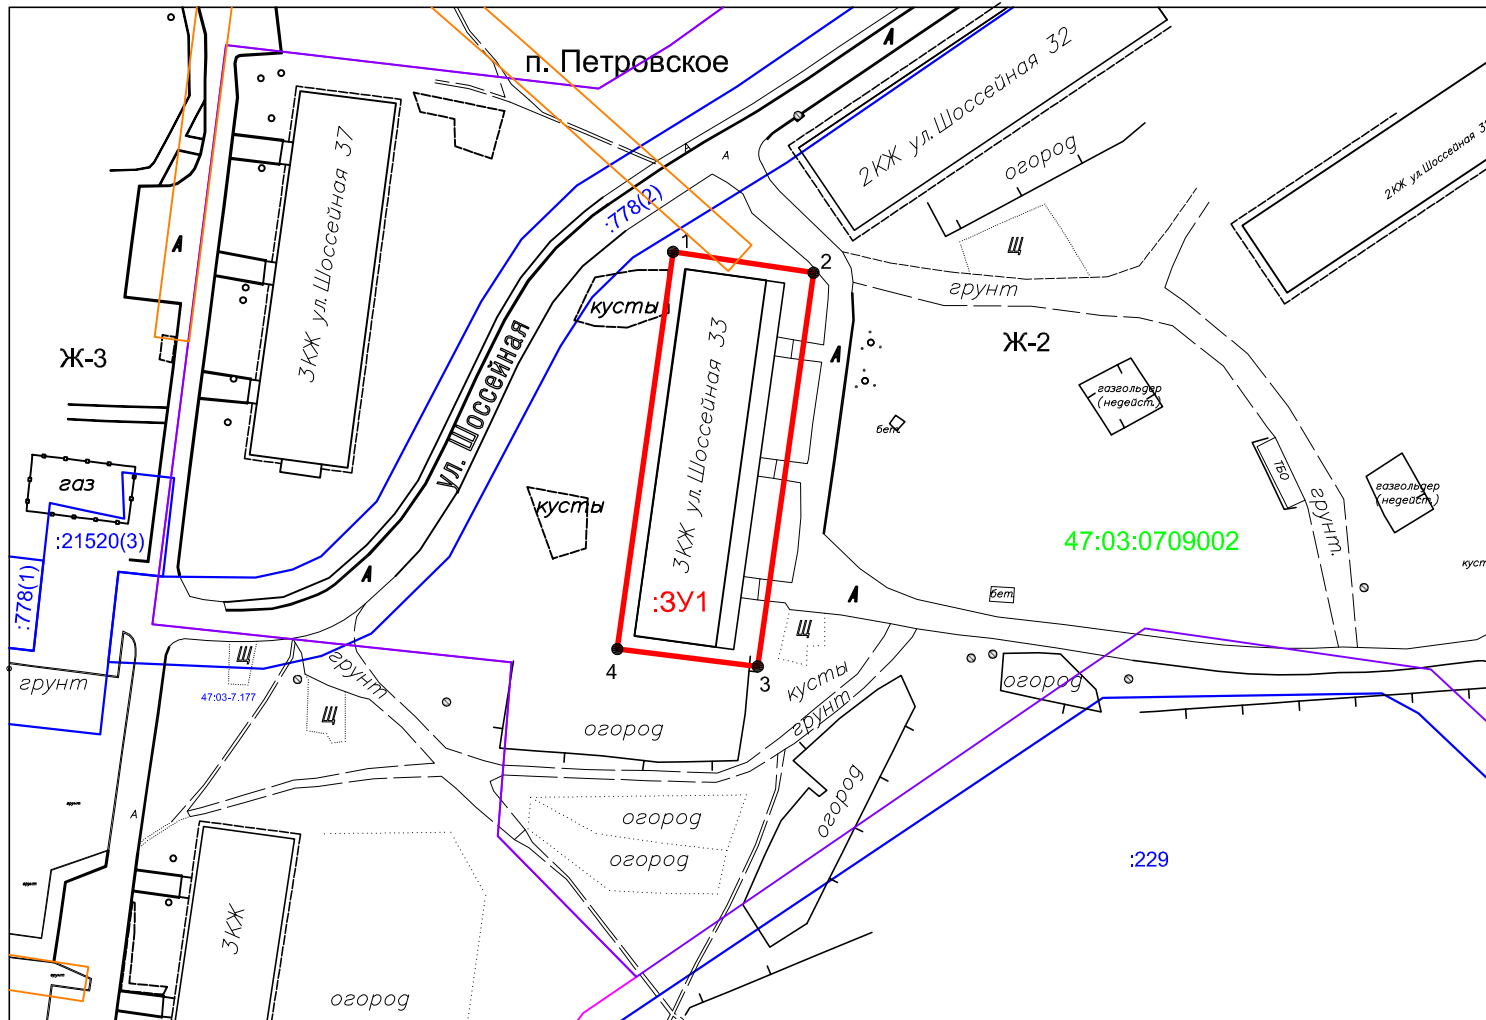 п. Петровское
А
2КЖ ул.Шоссейная 32
огород
2КЖ ул.Шоссейная
3КЖ ул.Шоссейная 37
А
А
:778(2)
А
1
2
Щ
грунт
кусты
Ж-3
Ж-2
ул. Шоссейная
3КЖ ул.Шоссейная 33
А
газгольдер
(недейст.)
бет.
ТБО
газ
кусты
газгольдер
(недейст.)
грунт.
:21520(3)
47:03:0709002
:778(1)
А
:ЗУ1
А
бет.
куст
Щ
Щ
4
3
грунт
грунт
47:03-7.177
кусты
огород
Щ
грунт
огород
огород
А
огород
огород
:229
3КЖ
огород